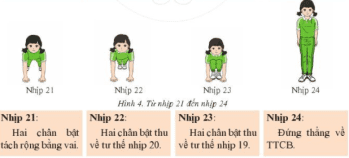 Nhịp 21 Nhịp 22 Nhịp 23 Nhịp 24
Hình 4. Từ nhịp 21 đến nhịp 24
Nhịp 21:
Hai chân bật
tách rộng bằng vai.
Nhịp 22:
Hai chân bật thu
về tư thế nhịp 20.
Nhịp 23:
Hai chân bật thu
về tư thế nhịp 19.
Nhịp 24:
Đứng thẳng về
TTCB.